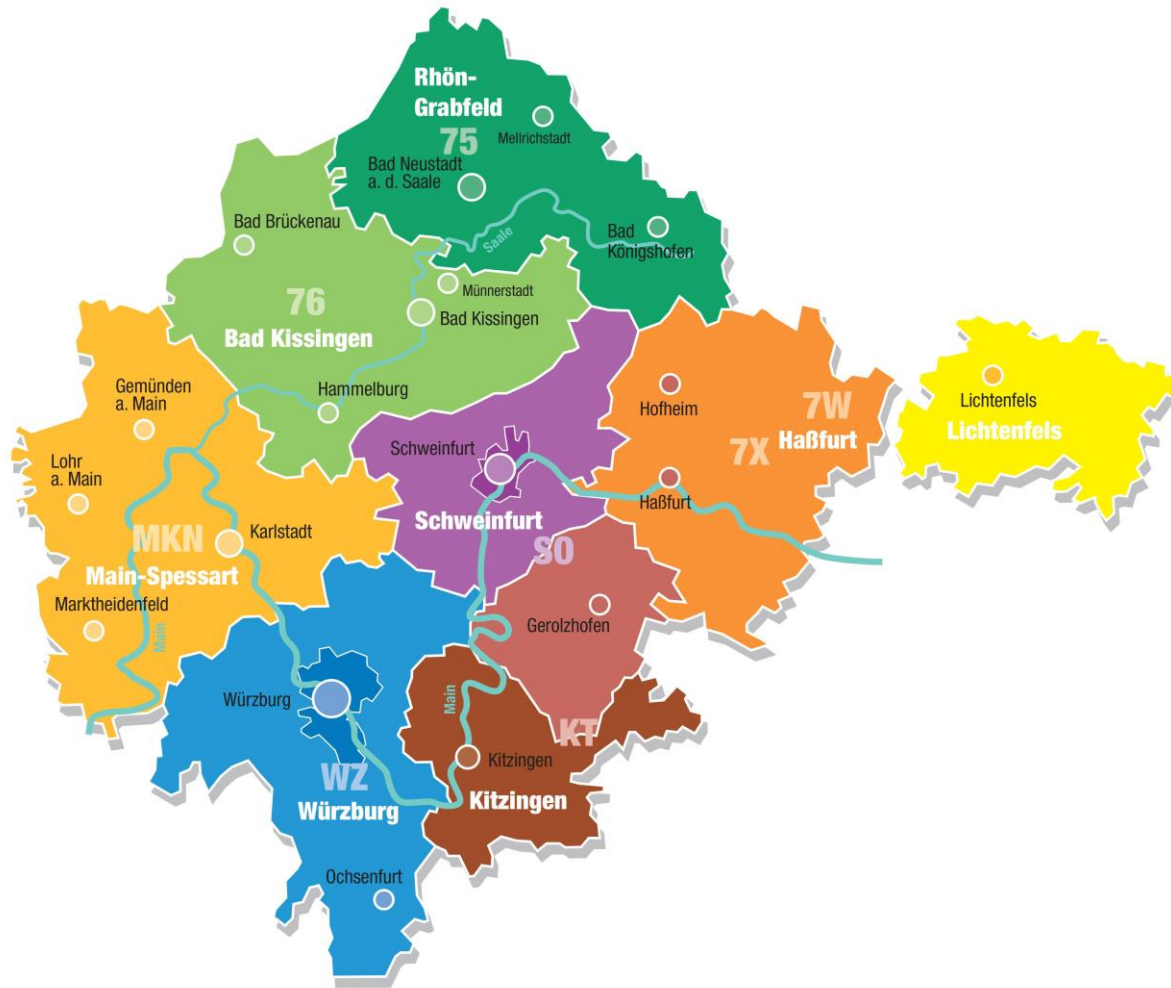 Rhön-
Grabfeld
75
Mellrichstadt
Bad Neustadt
a. d. Saale
Saale
Bad
Königshofen
Bad Brückenau
76
Bad Kissingen
Münnerstadt
Bad Kissingen
Hammelburg
Gemünden
a. Main
Lohr
a. Main
MKN
Karlstadt
Main-Spessart
Marktheidenfeld
Main
Schweinfurt
Schweinfurt
SO
Hofheim
7W
Haßfurt
7X
Haßfurt
Lichtenfels
Lichtenfels
Gerolzhofen
Main
KT
Kitzingen
Kitzingen
Würzburg
WZ
Würzburg
Ochsenfurt